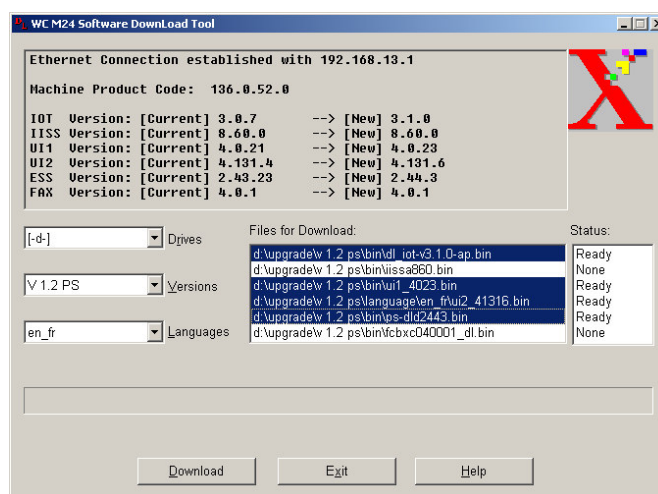 WC M24 Software DownLoad Tool
Ethernet Connection established with 192.168.13.1
Machine Product Code: 136.0.52.0
IOT Version: [Current] 3.0.7 --> [New] 3.1.0
IISS Version: [Current] 8.60.0 --> [New] 8.60.0
UI1 Version: [Current] 4.0.21 --> [New] 4.0.23
UI2 Version: [Current] 4.131.4 --> [New] 4.131.6
ESS Version: [Current] 2.43.23 --> [New] 2.44.3
FAX Version: [Current] 4.0.1 --> [New] 4.0.1
[-d-] Drives
V 1.2 PS Versions
en_fr Languages
Files for Download:
d:\upgrade\v 1.2 ps\bin\dl_iot-v3.1.0-ap.bin
d:\upgrade\v 1.2 ps\bin\iissa860.bin
d:\upgrade\v 1.2 ps\bin\ui1_4023.bin
d:\upgrade\v 1.2 ps\language\en_fr\ui2_41316.bin
d:\upgrade\v 1.2 ps\bin\ps-dld2443.bin
d:\upgrade\v 1.2 ps\bin\fcbxc040001_dl.bin
Status:
Ready
None
Ready
Ready
Ready
None
Download Exit Help